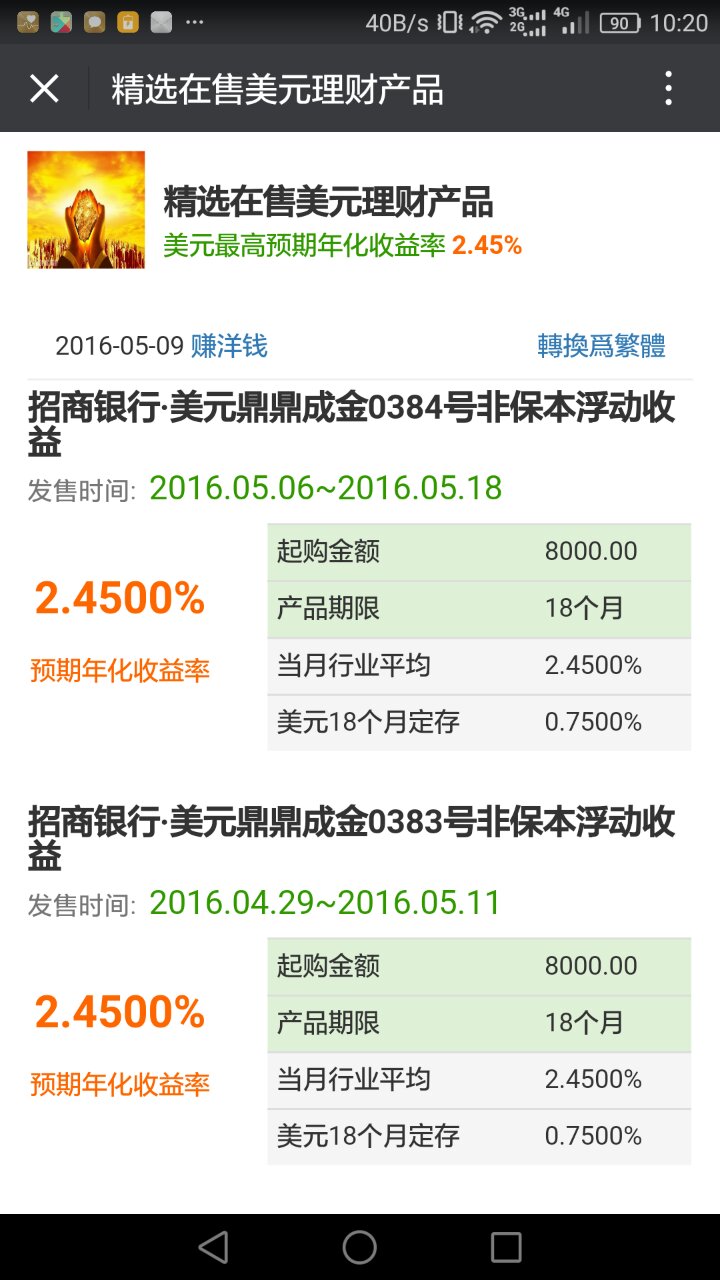 40B/s 3G 2G 4G 90 10:20
精选在售美元理财产品
精选在售美元理财产品
美元最高预期年化收益率 2.45%
2016-05-09 赚洋钱 轉換爲繁體
招商银行·美元鼎鼎成金0384号非保本浮动收
益
发售时间: 2016.05.06~2016.05.18
2.4500%
预期年化收益率
起购金额 8000.00
产品期限 18个月
当月行业平均 2.4500%
美元18个月定存 0.7500%
招商银行·美元鼎鼎成金0383号非保本浮动收
益
发售时间: 2016.04.29~2016.05.11
2.4500%
预期年化收益率
起购金额 8000.00
产品期限 18个月
当月行业平均 2.4500%
美元18个月定存 0.7500%